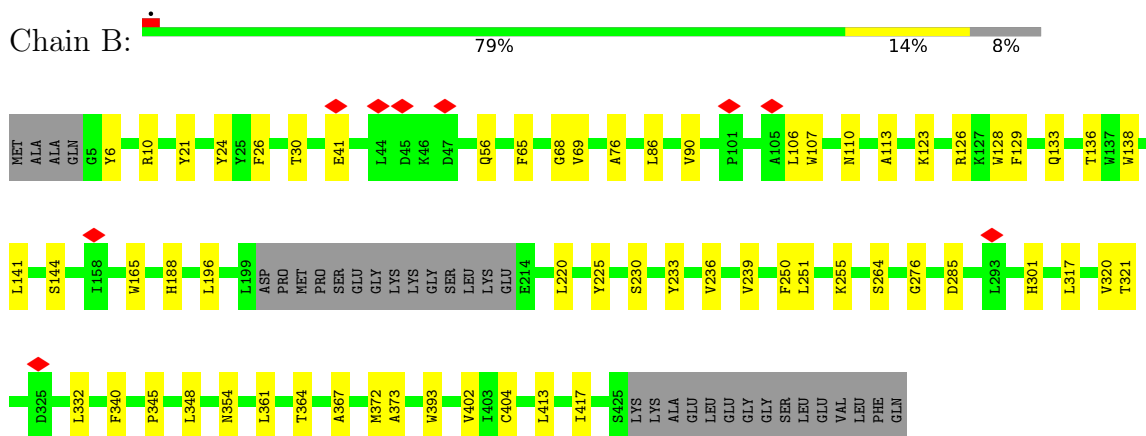 Chain B:
79% 14% 8%
MET ALA ALA GLN G5 Y6 R10 Y21 Y24 Y25 F26 T30 E41 L44 D45 K46 D47 Q56 F65 G68 V69 A76 L86 V90 P101 A105 L106 W107 N110 A113 K123 R126 K127 W128 F129 Q133 T136 W137 W138
L141 S144 I158 W165 H188 L196 L199 ASP PRO MET PRO SER GLU GLY LYS LYS GLY SER LEU LYS GLU E214 L220 Y225 S230 Y233 V236 V239 F250 L251 K255 S264 G276 D285 L293 H301 L317 V320 T321
D325 L332 F340 P345 L348 N354 L361 T364 A367 M372 A373 W393 V402 I403 C404 L413 I417 S425 LYS LYS ALA GLU LEU GLU GLY GLY SER LEU GLU VAL LEU PHE GLN